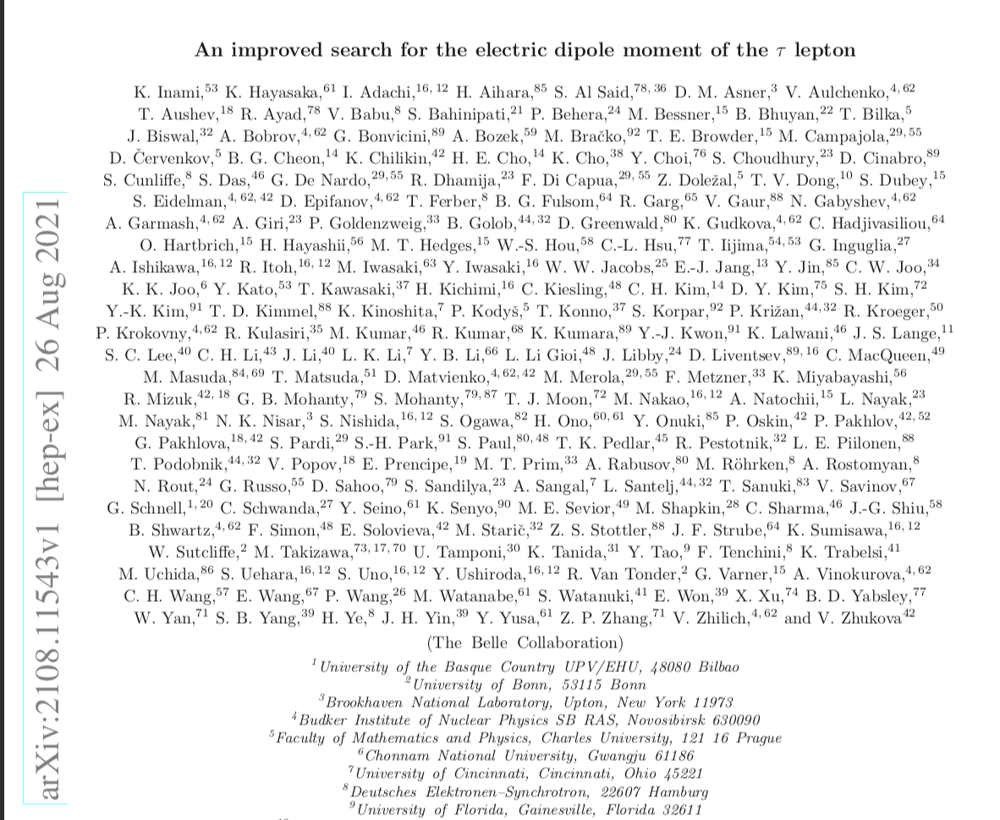 An improved search for the electric dipole moment of the τ lepton
K. Inami,⁵³ K. Hayasaka,⁶¹ I. Adachi,¹⁶,¹² H. Aihara,⁸⁵ S. Al Said,⁷⁸,³⁶ D. M. Asner,³ V. Aulchenko,⁴,⁶²
T. Aushev,¹⁸ R. Ayad,⁷⁸ V. Babu,⁸ S. Bahinipati,²¹ P. Behera,²⁴ M. Bessner,¹⁵ B. Bhuyan,²² T. Bilka,⁵
J. Biswal,³² A. Bobrov,⁴,⁶² G. Bonvicini,⁸⁹ A. Bozek,⁵⁹ M. Bračko,⁹² T. E. Browder,¹⁵ M. Campajola,²⁹,⁵⁵
D. Červenkov,⁵ B. G. Cheon,¹⁴ K. Chilikin,⁴² H. E. Cho,¹⁴ K. Cho,³⁸ Y. Choi,⁷⁶ S. Choudhury,²³ D. Cinabro,⁸⁹
S. Cunliffe,⁸ S. Das,⁴⁶ G. De Nardo,²⁹,⁵⁵ R. Dhamija,²³ F. Di Capua,²⁹,⁵⁵ Z. Doležal,⁵ T. V. Dong,¹⁰ S. Dubey,¹⁵
S. Eidelman,⁴,⁶²,⁴² D. Epifanov,⁴,⁶² T. Ferber,⁸ B. G. Fulsom,⁶⁴ R. Garg,⁶⁵ V. Gaur,⁸⁸ N. Gabyshev,⁴,⁶²
A. Garmash,⁴,⁶² A. Giri,²³ P. Goldenzweig,³³ B. Golob,⁴⁴,³² D. Greenwald,⁸⁰ K. Gudkova,⁴,⁶² C. Hadjivasiliou,⁶⁴
O. Hartbrich,¹⁵ H. Hayashii,⁵⁶ M. T. Hedges,¹⁵ W.-S. Hou,⁵⁸ C.-L. Hsu,⁷⁷ T. Iijima,⁵⁴,⁵³ G. Inguglia,²⁷
A. Ishikawa,¹⁶,¹² R. Itoh,¹⁶,¹² M. Iwasaki,⁶³ Y. Iwasaki,¹⁶ W. W. Jacobs,²⁵ E.-J. Jang,¹³ Y. Jin,⁸⁵ C. W. Joo,³⁴
K. K. Joo,⁶ Y. Kato,⁵³ T. Kawasaki,³⁷ H. Kichimi,¹⁶ C. Kiesling,⁴⁸ C. H. Kim,¹⁴ D. Y. Kim,⁷⁵ S. H. Kim,⁷²
Y.-K. Kim,⁹¹ T. D. Kimmel,⁸⁸ K. Kinoshita,⁷ P. Kodyš,⁵ T. Konno,³⁷ S. Korpar,⁹² P. Križan,⁴⁴,³² R. Kroeger,⁵⁰
P. Krokovny,⁴,⁶² R. Kulasiri,³⁵ M. Kumar,⁴⁶ R. Kumar,⁶⁸ K. Kumara,⁸⁹ Y.-J. Kwon,⁹¹ K. Lalwani,⁴⁶ J. S. Lange,¹¹
S. C. Lee,⁴⁰ C. H. Li,⁴³ J. Li,⁴⁰ L. K. Li,⁷ Y. B. Li,⁶⁶ L. Li Gioi,⁴⁸ J. Libby,²⁴ D. Liventsev,⁸⁹,¹⁶ C. MacQueen,⁴⁹
M. Masuda,⁸⁴,⁶⁹ T. Matsuda,⁵¹ D. Matvienko,⁴,⁶²,⁴² M. Merola,²⁹,⁵⁵ F. Metzner,³³ K. Miyabayashi,⁵⁶
R. Mizuk,⁴²,¹⁸ G. B. Mohanty,⁷⁹ S. Mohanty,⁷⁹,⁸⁷ T. J. Moon,⁷² M. Nakao,¹⁶,¹² A. Natochii,¹⁵ L. Nayak,²³
M. Nayak,⁸¹ N. K. Nisar,³ S. Nishida,¹⁶,¹² S. Ogawa,⁸² H. Ono,⁶⁰,⁶¹ Y. Onuki,⁸⁵ P. Oskin,⁴² P. Pakhlov,⁴²,⁵²
G. Pakhlova,¹⁸,⁴² S. Pardi,²⁹ S.-H. Park,⁹¹ S. Paul,⁸⁰,⁴⁸ T. K. Pedlar,⁴⁵ R. Pestotnik,³² L. E. Piilonen,⁸⁸
T. Podobnik,⁴⁴,³² V. Popov,¹⁸ E. Prencipe,¹⁹ M. T. Prim,³³ A. Rabusov,⁸⁰ M. Röhrken,⁸ A. Rostomyan,⁸
N. Rout,²⁴ G. Russo,⁵⁵ D. Sahoo,⁷⁹ S. Sandilya,²³ A. Sangal,⁷ L. Santelj,⁴⁴,³² T. Sanuki,⁸³ V. Savinov,⁶⁷
G. Schnell,¹,²⁰ C. Schwanda,²⁷ Y. Seino,⁶¹ K. Senyo,⁹⁰ M. E. Sevior,⁴⁹ M. Shapkin,²⁸ C. Sharma,⁴⁶ J.-G. Shiu,⁵⁸
B. Shwartz,⁴,⁶² F. Simon,⁴⁸ E. Solovieva,⁴² M. Starič,³² Z. S. Stottler,⁸⁸ J. F. Strube,⁶⁴ K. Sumisawa,¹⁶,¹²
W. Sutcliffe,² M. Takizawa,⁷³,¹⁷,⁷⁰ U. Tamponi,³⁰ K. Tanida,³¹ Y. Tao,⁹ F. Tenchini,⁸ K. Trabelsi,⁴¹
M. Uchida,⁸⁶ S. Uehara,¹⁶,¹² S. Uno,¹⁶,¹² Y. Ushiroda,¹⁶,¹² R. Van Tonder,² G. Varner,¹⁵ A. Vinokurova,⁴,⁶²
C. H. Wang,⁵⁷ E. Wang,⁶⁷ P. Wang,²⁶ M. Watanabe,⁶¹ S. Watanuki,⁴¹ E. Won,³⁹ X. Xu,⁷⁴ B. D. Yabsley,⁷⁷
W. Yan,⁷¹ S. B. Yang,³⁹ H. Ye,⁸ J. H. Yin,³⁹ Y. Yusa,⁶¹ Z. P. Zhang,⁷¹ V. Zhilich,⁴,⁶² and V. Zhukova⁴²
(The Belle Collaboration)
¹University of the Basque Country UPV/EHU, 48080 Bilbao
²University of Bonn, 53115 Bonn
³Brookhaven National Laboratory, Upton, New York 11973
⁴Budker Institute of Nuclear Physics SB RAS, Novosibirsk 630090
⁵Faculty of Mathematics and Physics, Charles University, 121 16 Prague
⁶Chonnam National University, Gwangju 61186
⁷University of Cincinnati, Cincinnati, Ohio 45221
⁸Deutsches Elektronen–Synchrotron, 22607 Hamburg
⁹University of Florida, Gainesville, Florida 32611
arXiv:2108.11543v1 [hep-ex] 26 Aug 2021